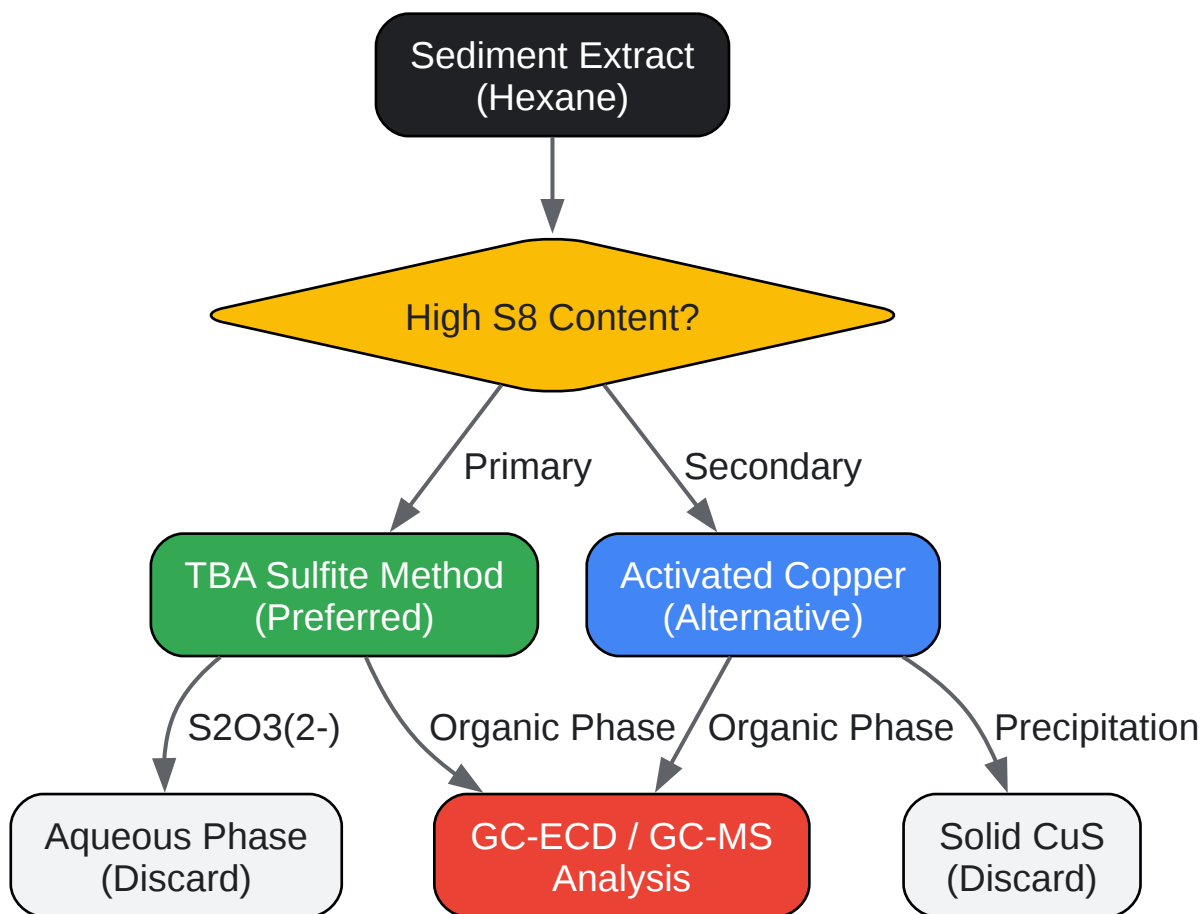 Sediment Extract
(Hexane)
High S8 Content?
Primary
Secondary
TBA Sulfite Method
(Preferred)
Activated Copper
(Alternative)
S2O3(2-)
Organic Phase
Organic Phase
Precipitation
Aqueous Phase
(Discard)
GC-ECD / GC-MS
Analysis
Solid CuS
(Discard)